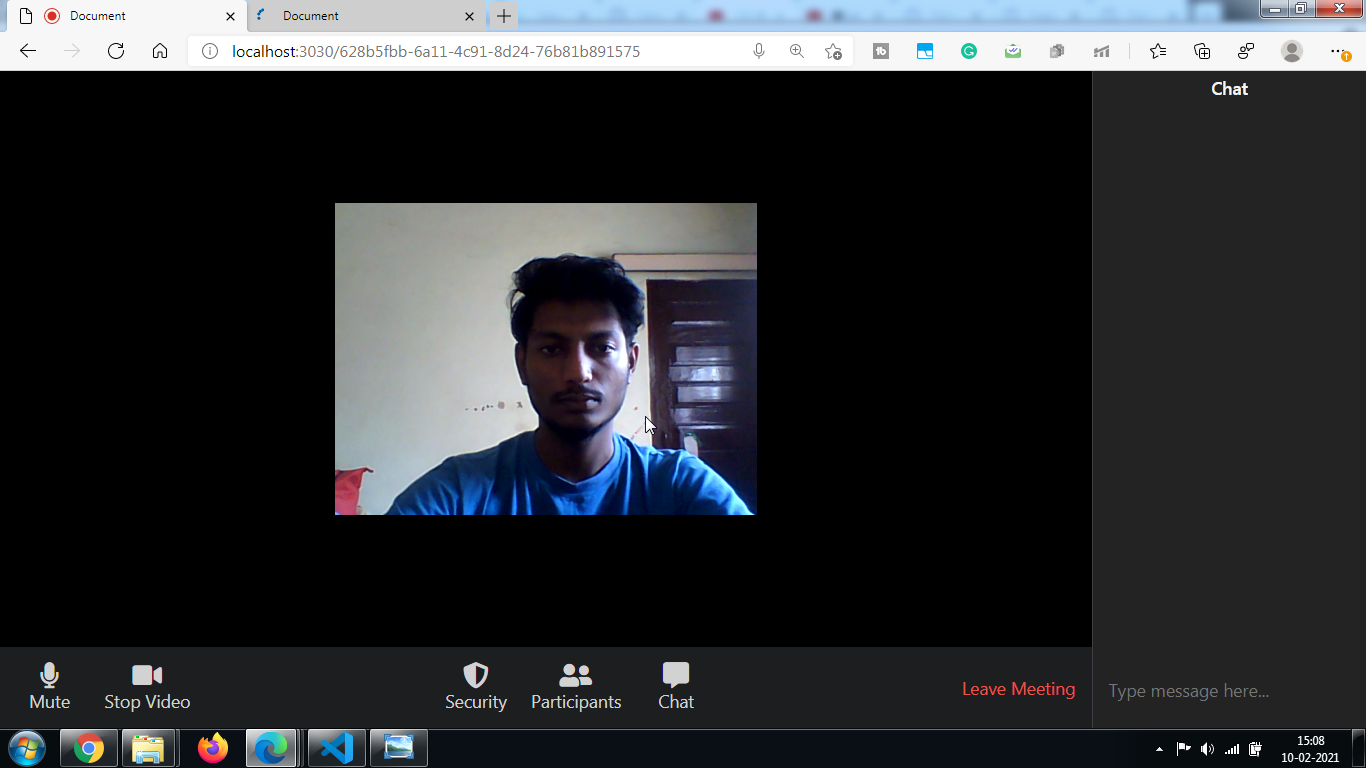 Document
Document
localhost:3030/628b5fbb-6a11-4c91-8d24-76b81b891575
Chat
Mute
Stop Video
Security
Participants
Chat
Leave Meeting
Type message here...
15:08
10-02-2021